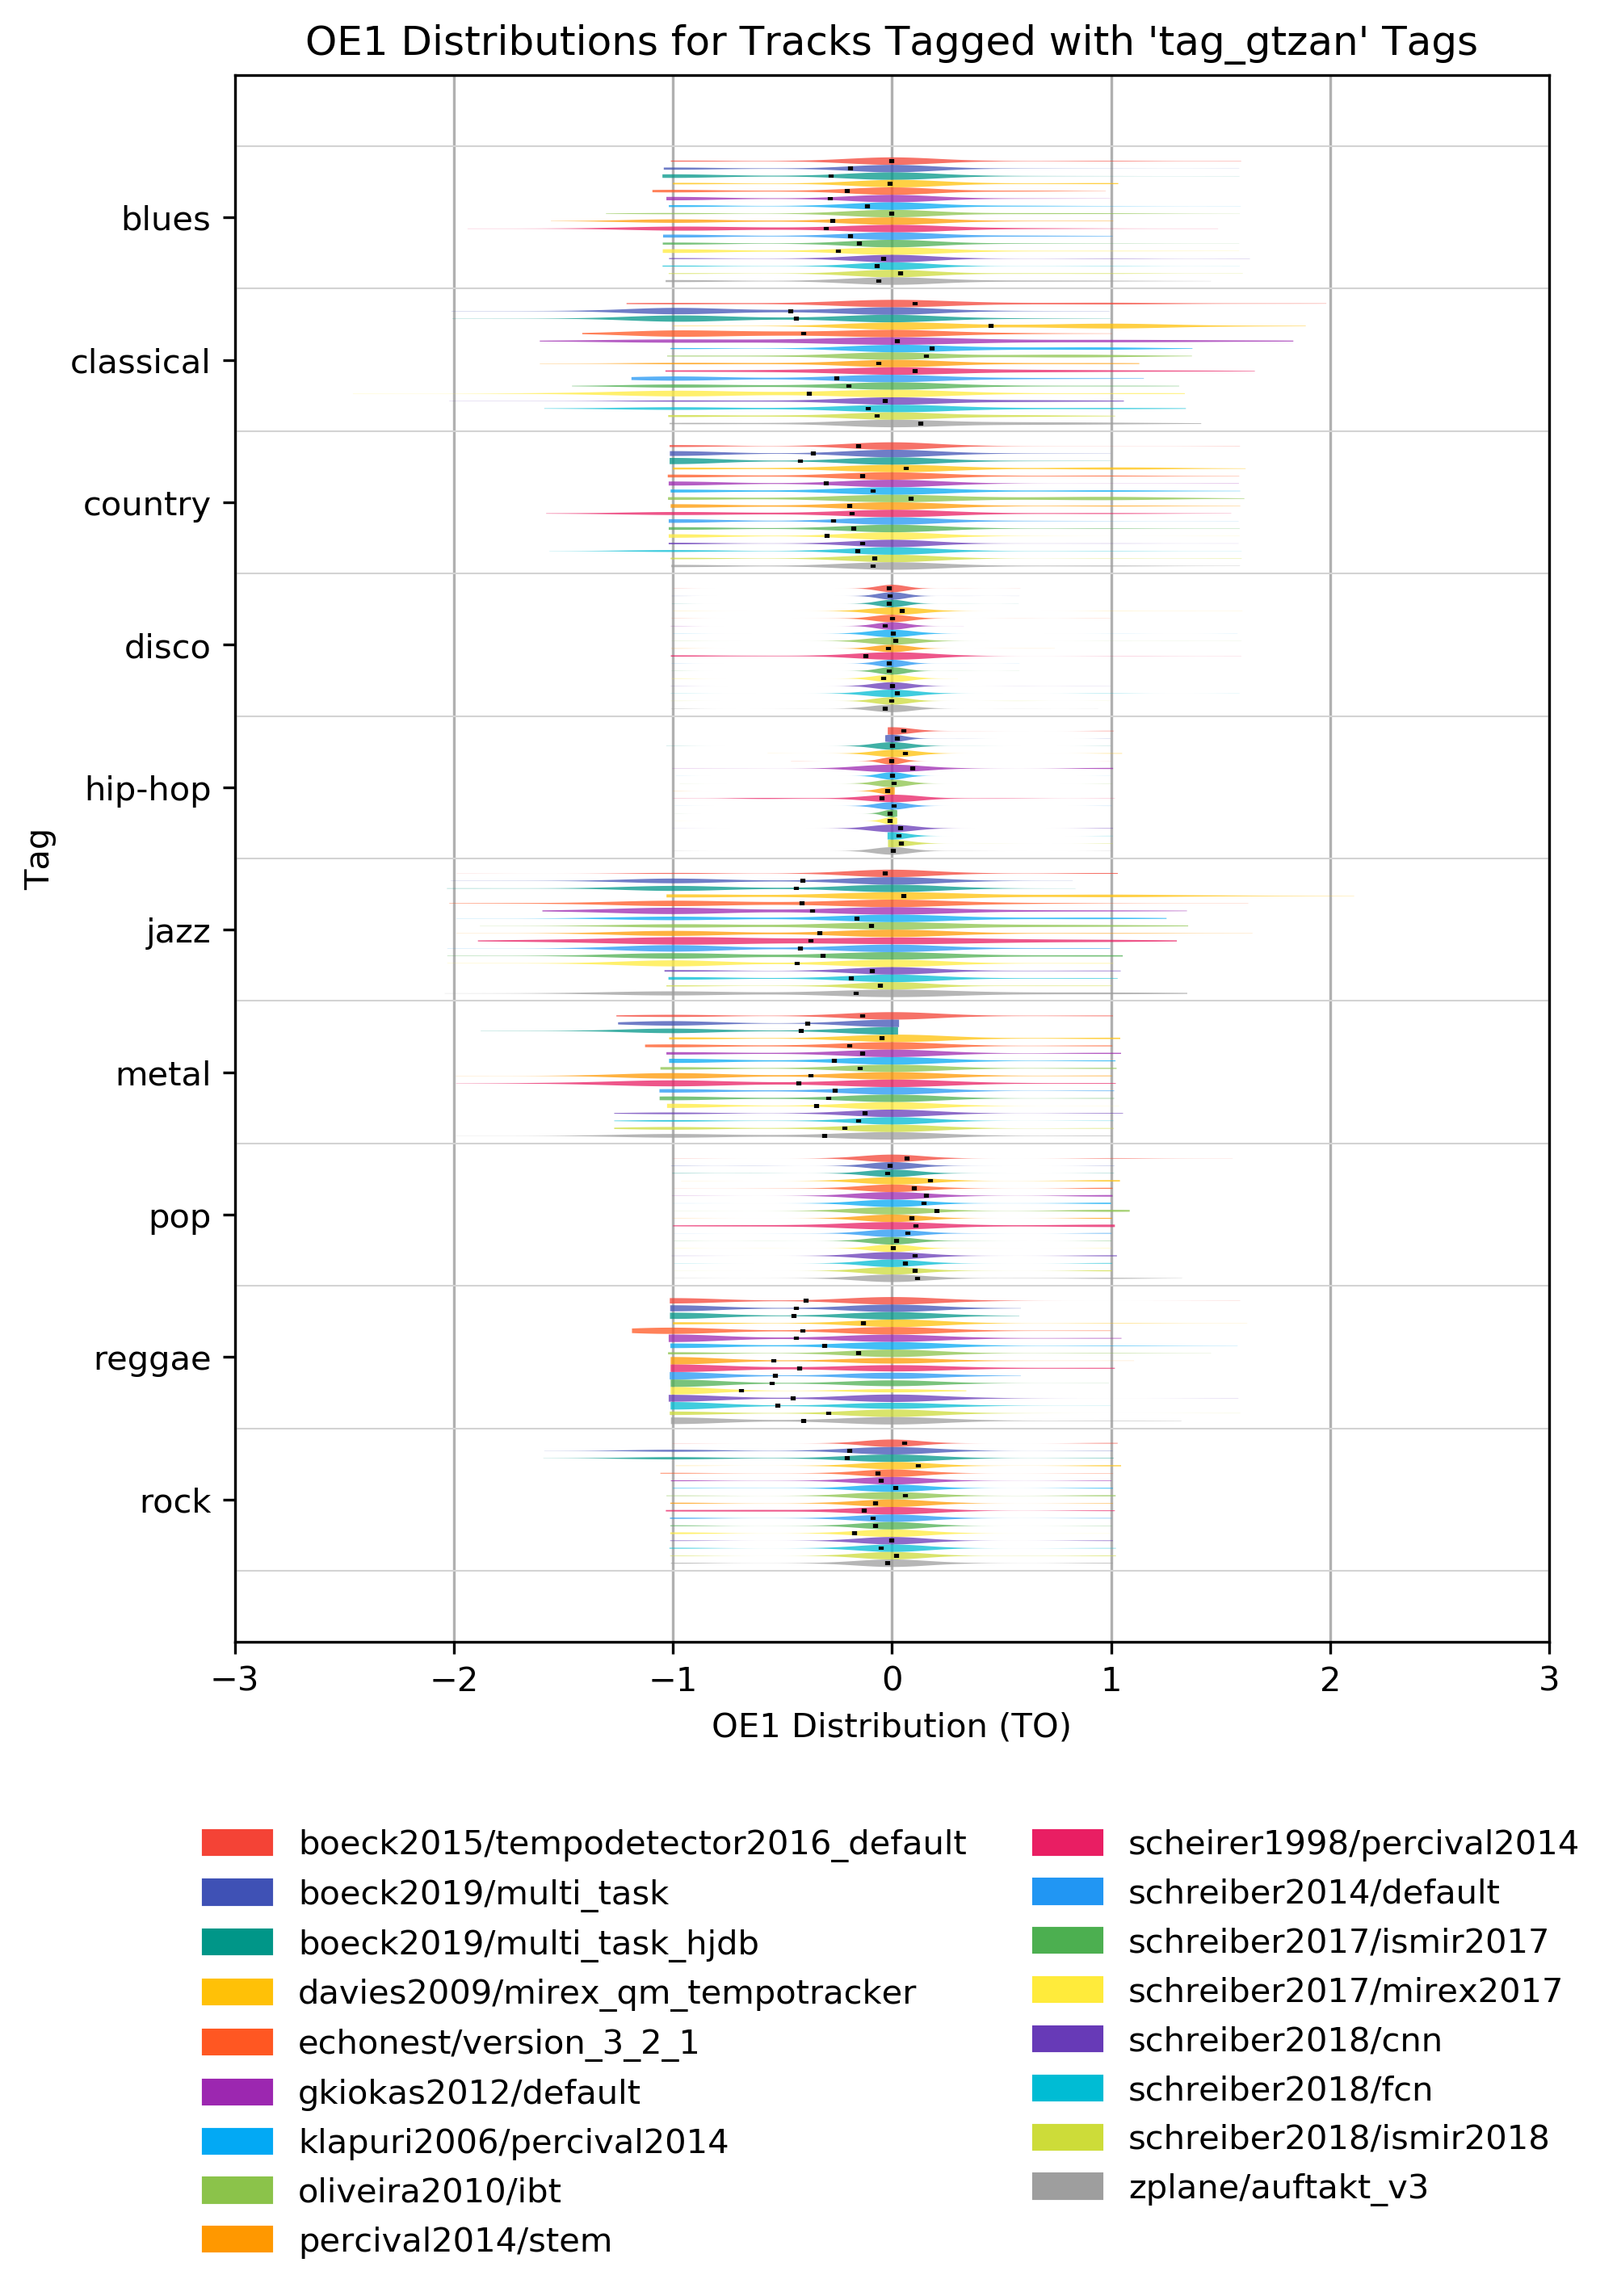 OE1 Distributions for Tracks Tagged with 'tag_gtzan' Tags
blues
classical
country
disco
hip-hop
jazz
metal
pop
reggae
rock
Tag
−3 −2 −1 0 1 2 3
OE1 Distribution (TO)
boeck2015/tempodetector2016_default
boeck2019/multi_task
boeck2019/multi_task_hjdb
davies2009/mirex_qm_tempotracker
echonest/version_3_2_1
gkiokas2012/default
klapuri2006/percival2014
oliveira2010/ibt
percival2014/stem
scheirer1998/percival2014
schreiber2014/default
schreiber2017/ismir2017
schreiber2017/mirex2017
schreiber2018/cnn
schreiber2018/fcn
schreiber2018/ismir2018
zplane/auftakt_v3